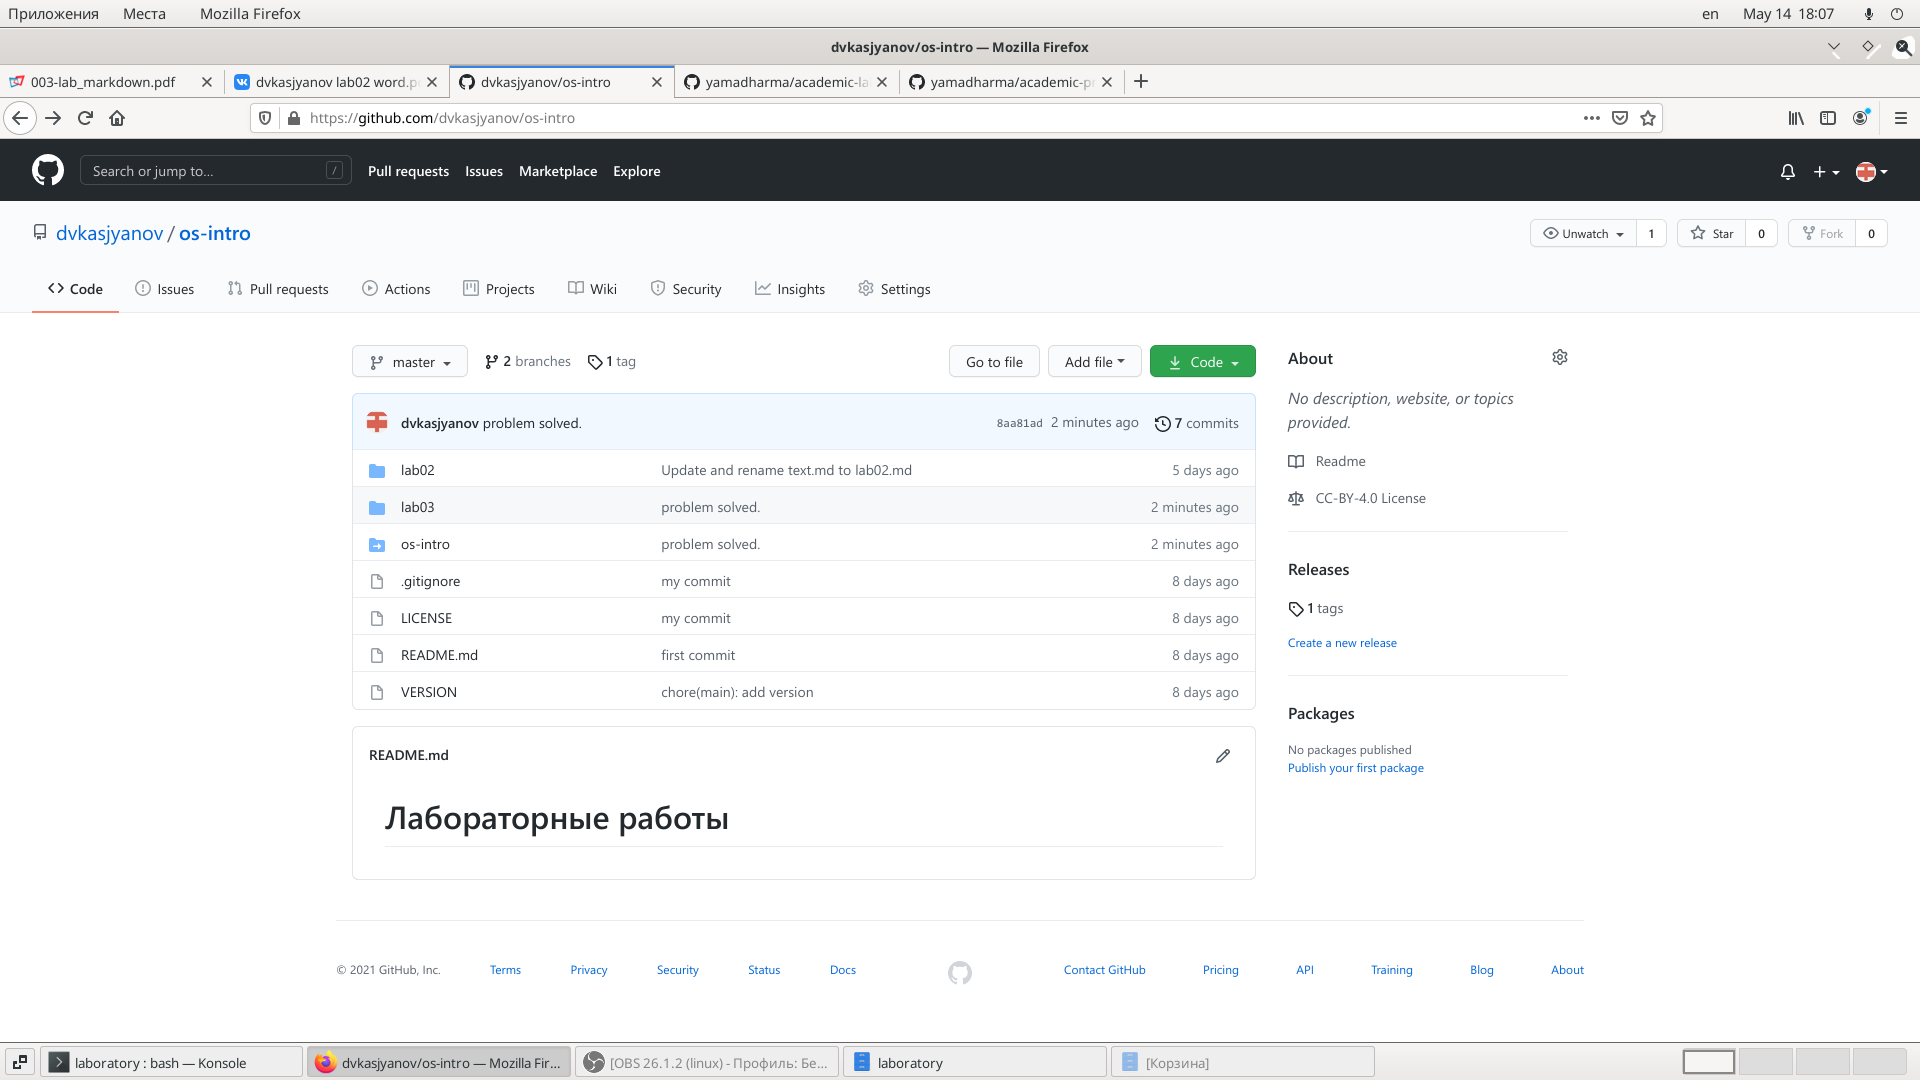 Приложения Места Mozilla Firefox en May 14 18:07
dvkasjyanov/os-intro — Mozilla Firefox
003-lab_markdown.pdf dvkasjyanov lab02 word.p dvkasjyanov/os-intro yamadharma/academic-la yamadharma/academic-p
https://github.com/dvkasjyanov/os-intro
Search or jump to... / Pull requests Issues Marketplace Explore
dvkasjyanov / os-intro Unwatch 1 Star 0 Fork 0
Code Issues Pull requests Actions Projects Wiki Security Insights Settings
master 2 branches 1 tag Go to file Add file Code
dvkasjyanov problem solved. 8aa81ad 2 minutes ago 7 commits
lab02 Update and rename text.md to lab02.md 5 days ago
lab03 problem solved. 2 minutes ago
os-intro problem solved. 2 minutes ago
.gitignore my commit 8 days ago
LICENSE my commit 8 days ago
README.md first commit 8 days ago
VERSION chore(main): add version 8 days ago
README.md
Лабораторные работы
About
No description, website, or topics
provided.
Readme
CC-BY-4.0 License
Releases
1 tags
Create a new release
Packages
No packages published
Publish your first package
© 2021 GitHub, Inc. Terms Privacy Security Status Docs Contact GitHub Pricing API Training Blog About
laboratory : bash — Konsole dvkasjyanov/os-intro — Mozilla Fir... [OBS 26.1.2 (linux) - Профиль: Бе... laboratory [Корзина]